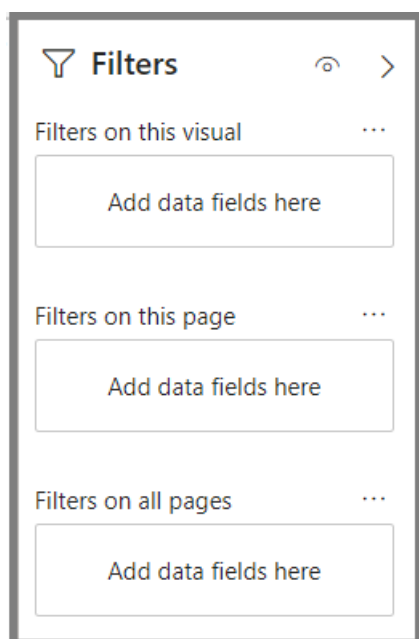 Filters
Filters on this visual
Add data fields here
Filters on this page
Add data fields here
Filters on all pages
Add data fields here